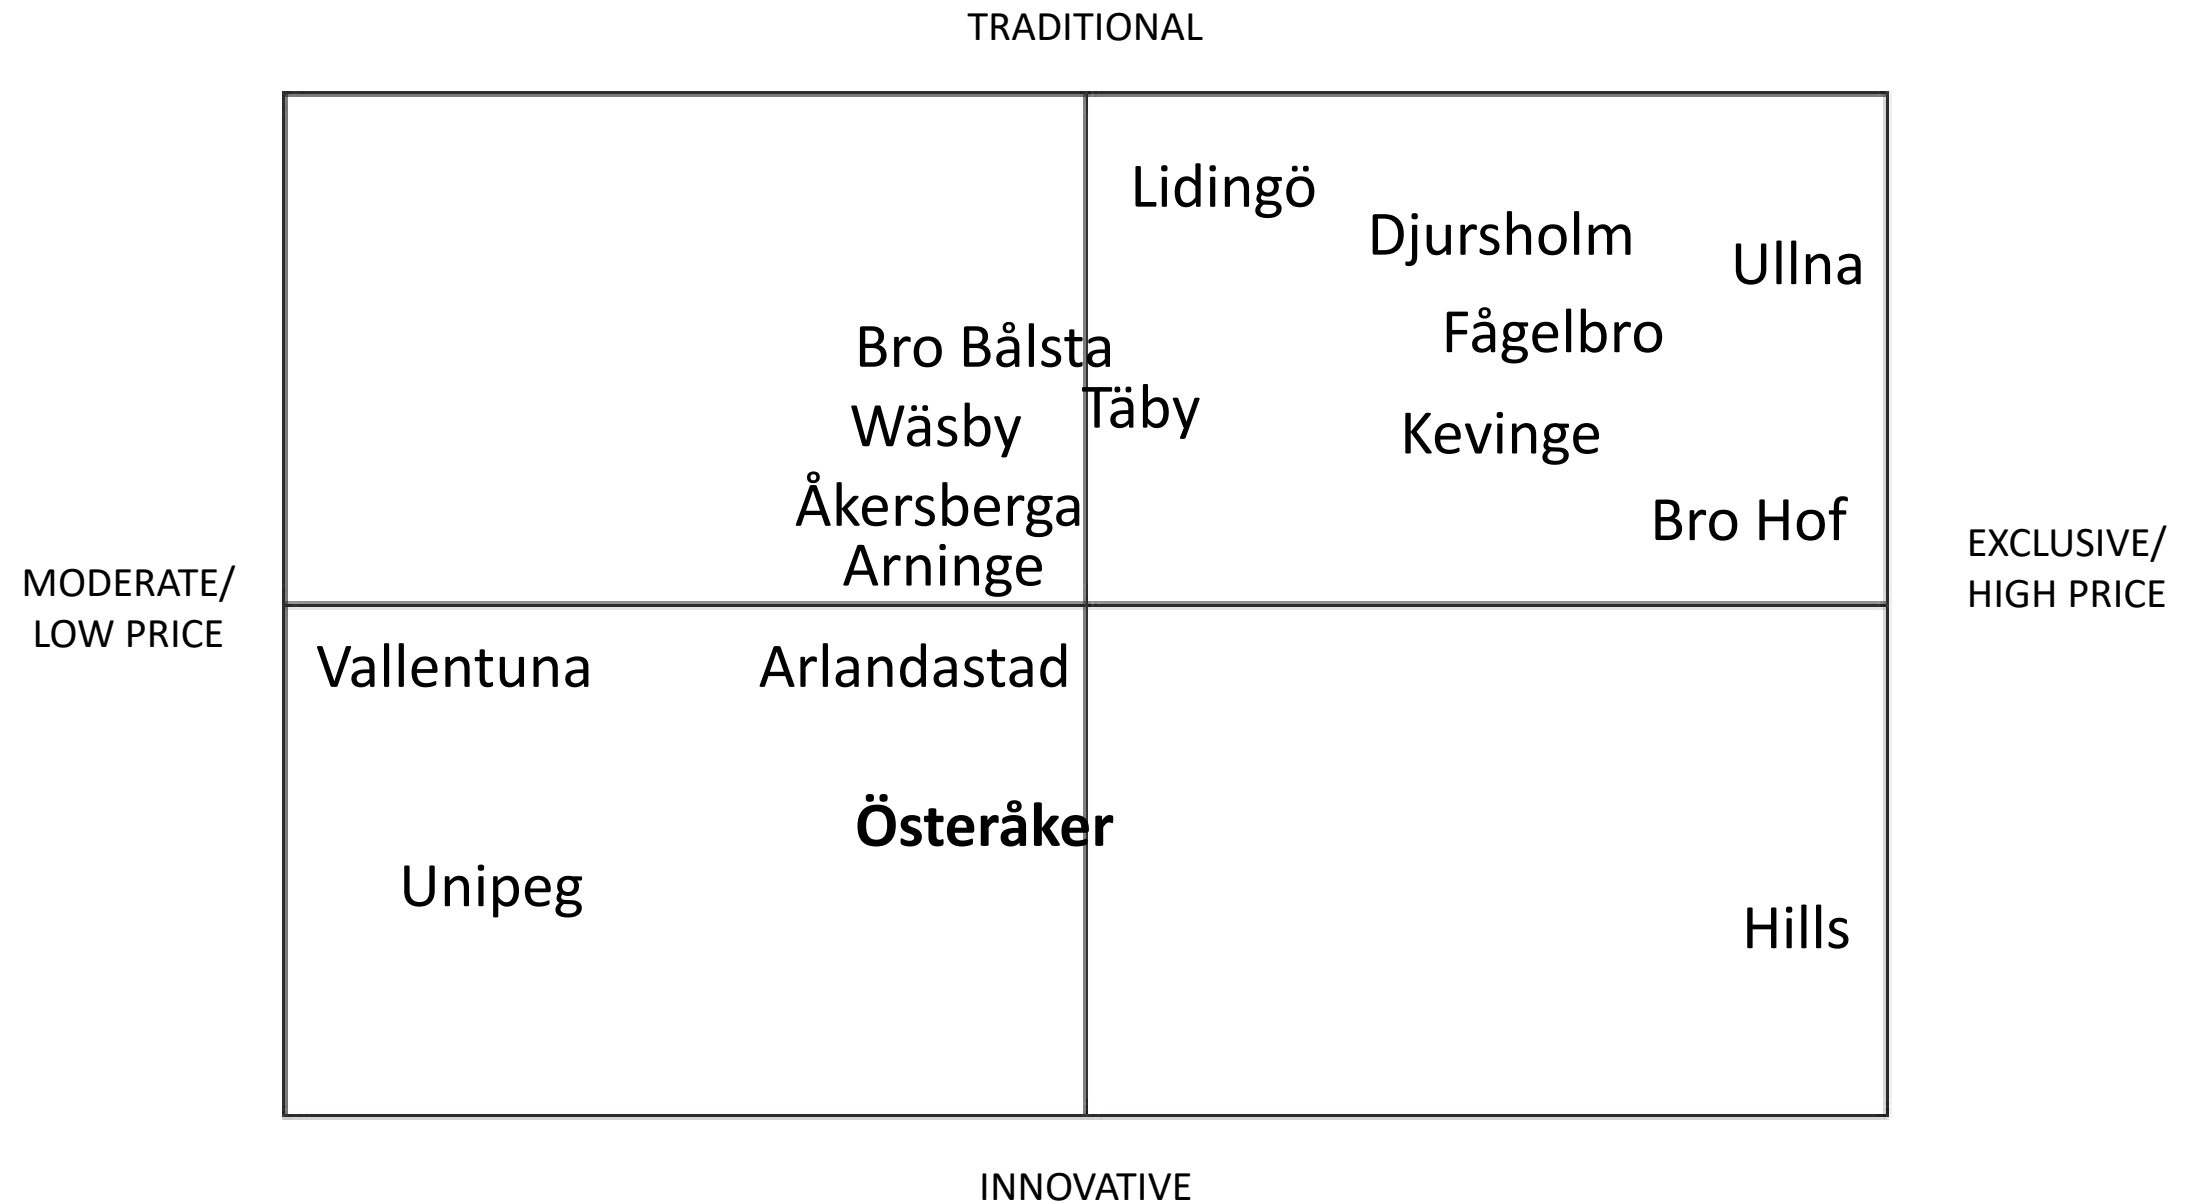 TRADITIONAL
Lidingö
Djursholm
Ullna
Fågelbro
Bro Bålsta
Täby
Wäsby
Kevinge
Åkersberga
Bro Hof
Arninge
MODERATE/
LOW PRICE
EXCLUSIVE/
HIGH PRICE
Vallentuna
Arlandastad
Österåker
Unipeg
Hills
INNOVATIVE